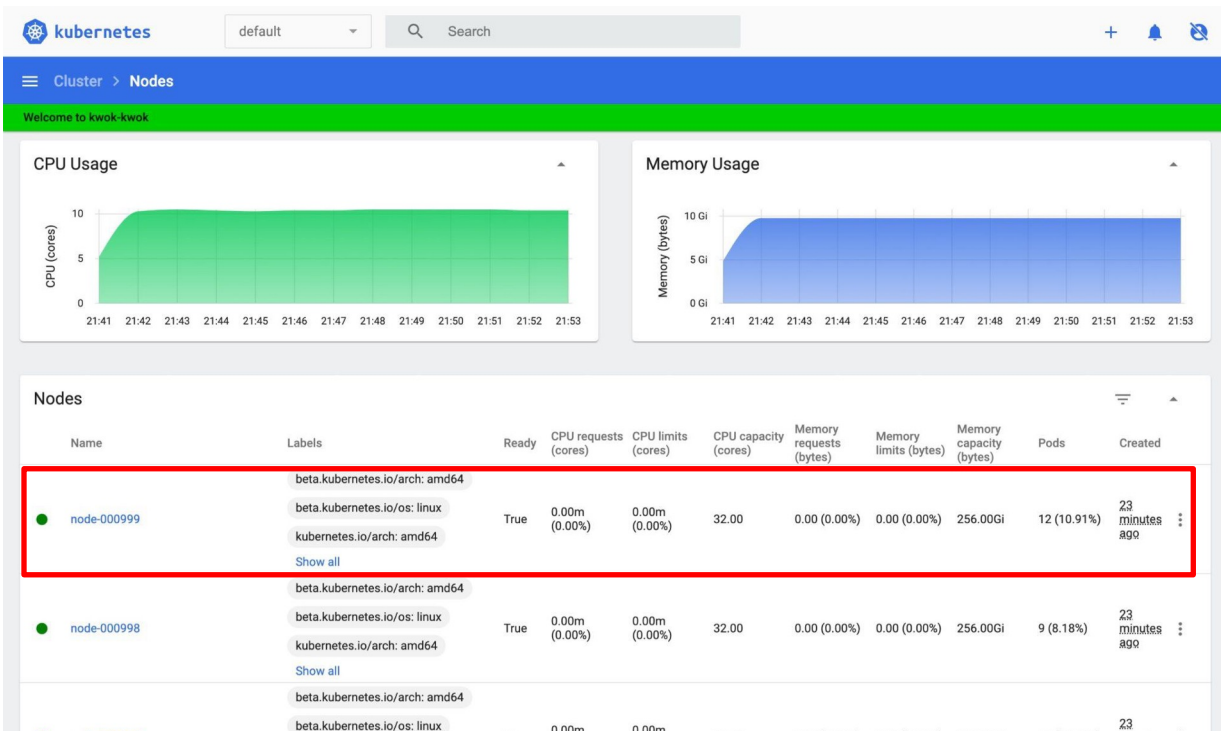 kubernetes
default
Search
Cluster > Nodes
Welcome to kwok-kwok
CPU Usage
CPU (cores)
10
5
0
21:41 21:42 21:43 21:44 21:45 21:46 21:47 21:48 21:49 21:50 21:51 21:52 21:53
Memory Usage
Memory (bytes)
10 Gi
5 Gi
0 Gi
21:41 21:42 21:43 21:44 21:45 21:46 21:47 21:48 21:49 21:50 21:51 21:52 21:53
Nodes
Name
Labels
Ready
CPU requests
(cores)
CPU limits
(cores)
CPU capacity
(cores)
Memory
requests
(bytes)
Memory
limits (bytes)
Memory
capacity
(bytes)
Pods
Created
node-000999
beta.kubernetes.io/arch: amd64
beta.kubernetes.io/os: linux
kubernetes.io/arch: amd64
Show all
True
0.00m
(0.00%)
0.00m
(0.00%)
32.00
0.00 (0.00%)
0.00 (0.00%)
256.00Gi
12 (10.91%)
23
minutes
ago
node-000998
beta.kubernetes.io/arch: amd64
beta.kubernetes.io/os: linux
kubernetes.io/arch: amd64
Show all
True
0.00m
(0.00%)
0.00m
(0.00%)
32.00
0.00 (0.00%)
0.00 (0.00%)
256.00Gi
9 (8.18%)
23
minutes
ago
beta.kubernetes.io/arch: amd64
beta.kubernetes.io/os: linux
0.00m
0.00m
23